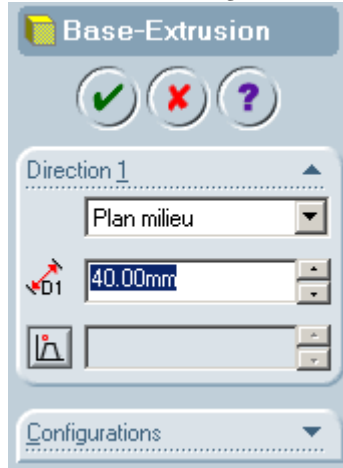 Base-Extrusion
?
Direction 1
Plan milieu
D1
40.00mm
Configurations